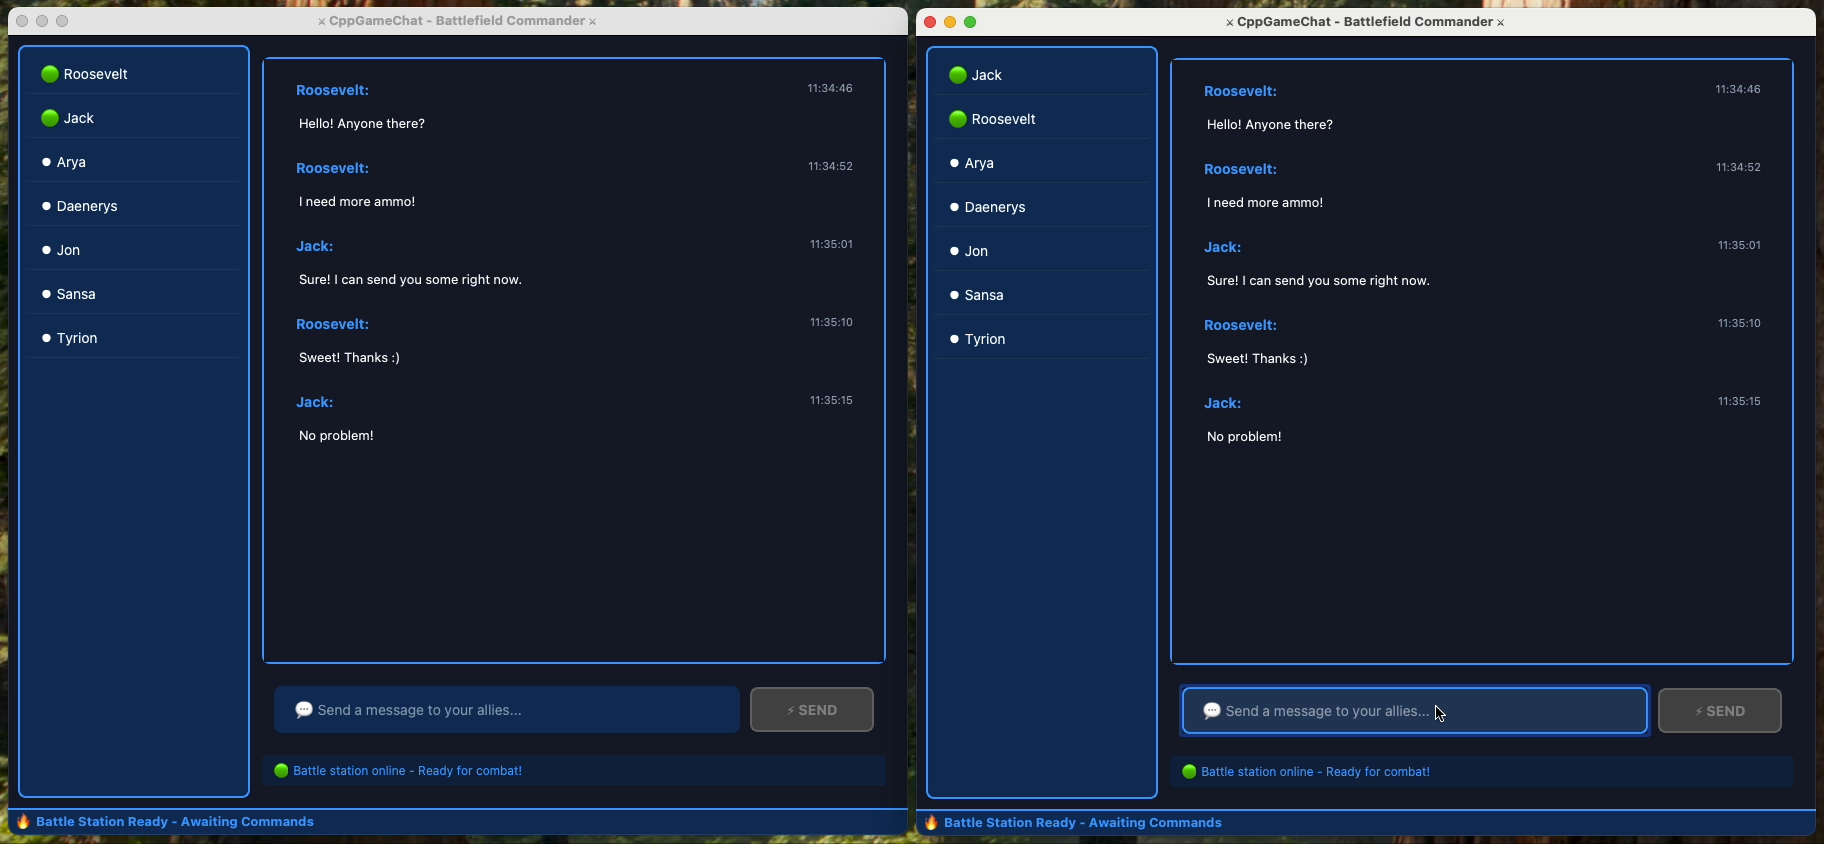 ⚔ CppGameChat - Battlefield Commander ⚔
Roosevelt
Jack
Arya
Daenerys
Jon
Sansa
Tyrion
Roosevelt: 11:34:46
Hello! Anyone there?
Roosevelt: 11:34:52
I need more ammo!
Jack: 11:35:01
Sure! I can send you some right now.
Roosevelt: 11:35:10
Sweet! Thanks :)
Jack: 11:35:15
No problem!
💬 Send a message to your allies...
⚡ SEND
Battle station online - Ready for combat!
🔥 Battle Station Ready - Awaiting Commands
⚔ CppGameChat - Battlefield Commander ⚔
Jack
Roosevelt
Arya
Daenerys
Jon
Sansa
Tyrion
Roosevelt: 11:34:46
Hello! Anyone there?
Roosevelt: 11:34:52
I need more ammo!
Jack: 11:35:01
Sure! I can send you some right now.
Roosevelt: 11:35:10
Sweet! Thanks :)
Jack: 11:35:15
No problem!
💬 Send a message to your allies...
⚡ SEND
Battle station online - Ready for combat!
🔥 Battle Station Ready - Awaiting Commands